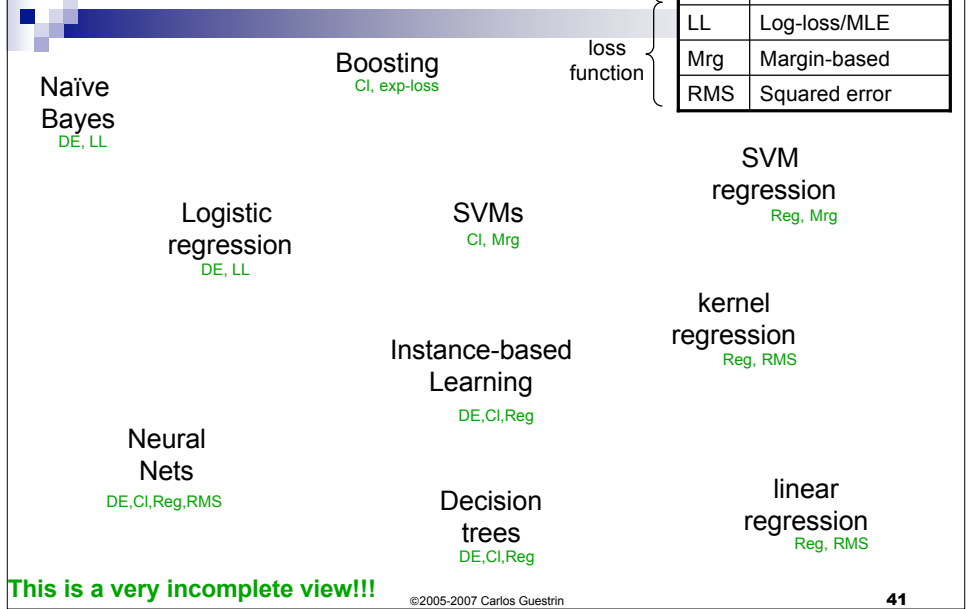 LL Log-loss/MLE
loss
function
Mrg Margin-based
RMS Squared error
Boosting
Cl, exp-loss
Naïve
Bayes
DE, LL
SVM
regression
Reg, Mrg
Logistic
regression
DE, LL
SVMs
Cl, Mrg
kernel
regression
Reg, RMS
Instance-based
Learning
DE,Cl,Reg
Neural
Nets
DE,Cl,Reg,RMS
Decision
trees
DE,Cl,Reg
linear
regression
Reg, RMS
This is a very incomplete view!!!
©2005-2007 Carlos Guestrin
41